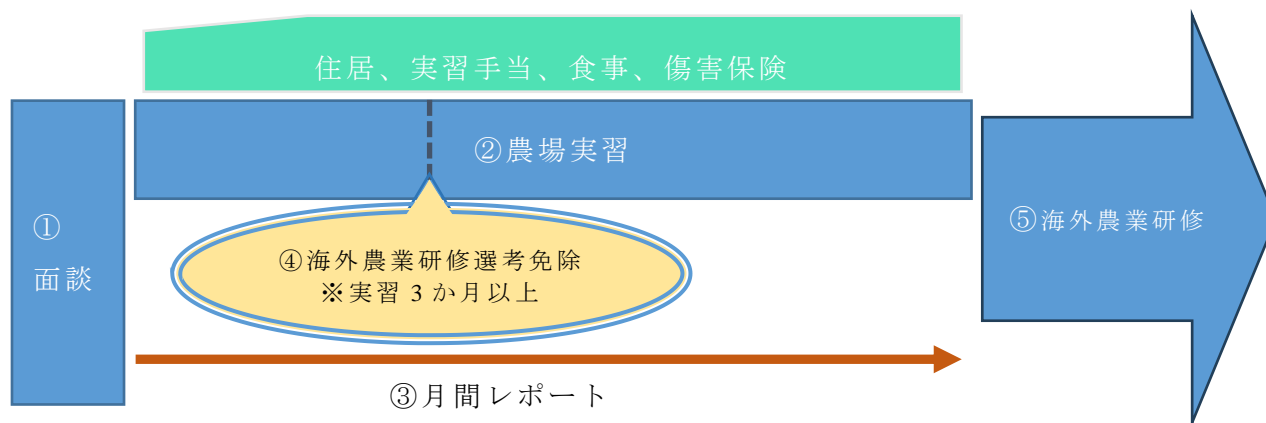 住居、実習手当、食事、傷害保険
①
面談
②農場実習
④海外農業研修選考免除
※実習3か月以上
③月間レポート
⑤海外農業研修